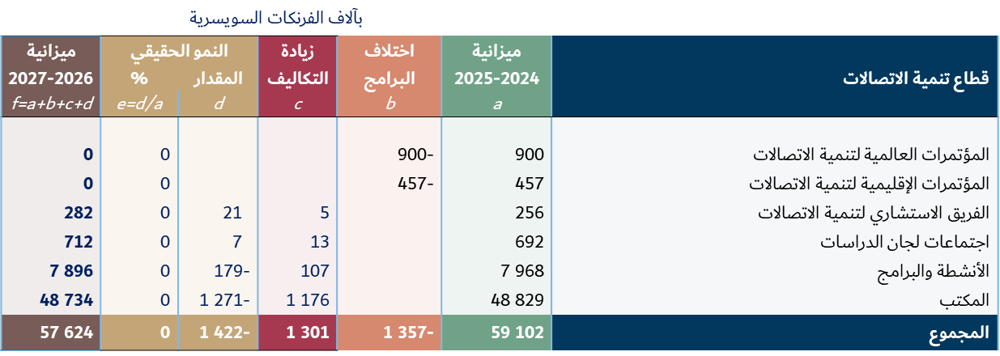 بآلاف الفرنكات السويسرية
قطاع تنمية الاتصالات ميزانية 2025-2024 a اختلاف البرامج b زيادة التكاليف c النمو الحقيقي المقدار d % e=d/a ميزانية 2027-2026 f=a+b+c+d
المؤتمرات العالمية لتنمية الاتصالات 900 -900 0 0
المؤتمرات الإقليمية لتنمية الاتصالات 457 -457 0 0
الفريق الاستشاري لتنمية الاتصالات 256 5 21 0 282
اجتماعات لجان الدراسات 692 13 7 0 712
الأنشطة والبرامج 7 968 107 -179 0 7 896
المكتب 48 829 1 176 -1 271 0 48 734
المجموع 59 102 -1 357 1 301 -1 422 0 57 624